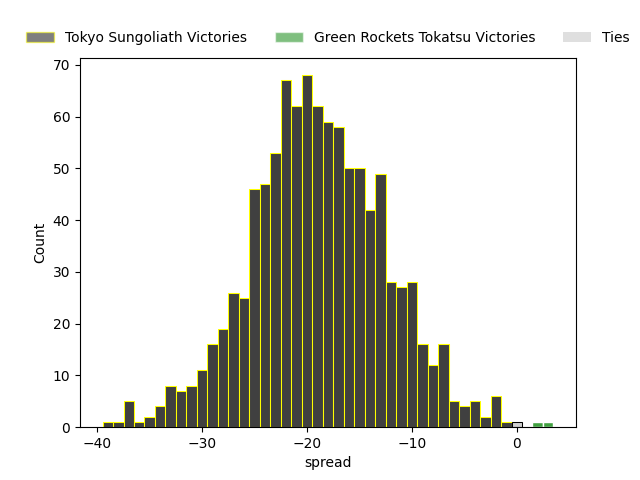 Tokyo Sungoliath Victories Green Rockets Tokatsu Victories Ties
70
60
50
40
30
20
10
0
Count
−40 −30 −20 −10 0
spread